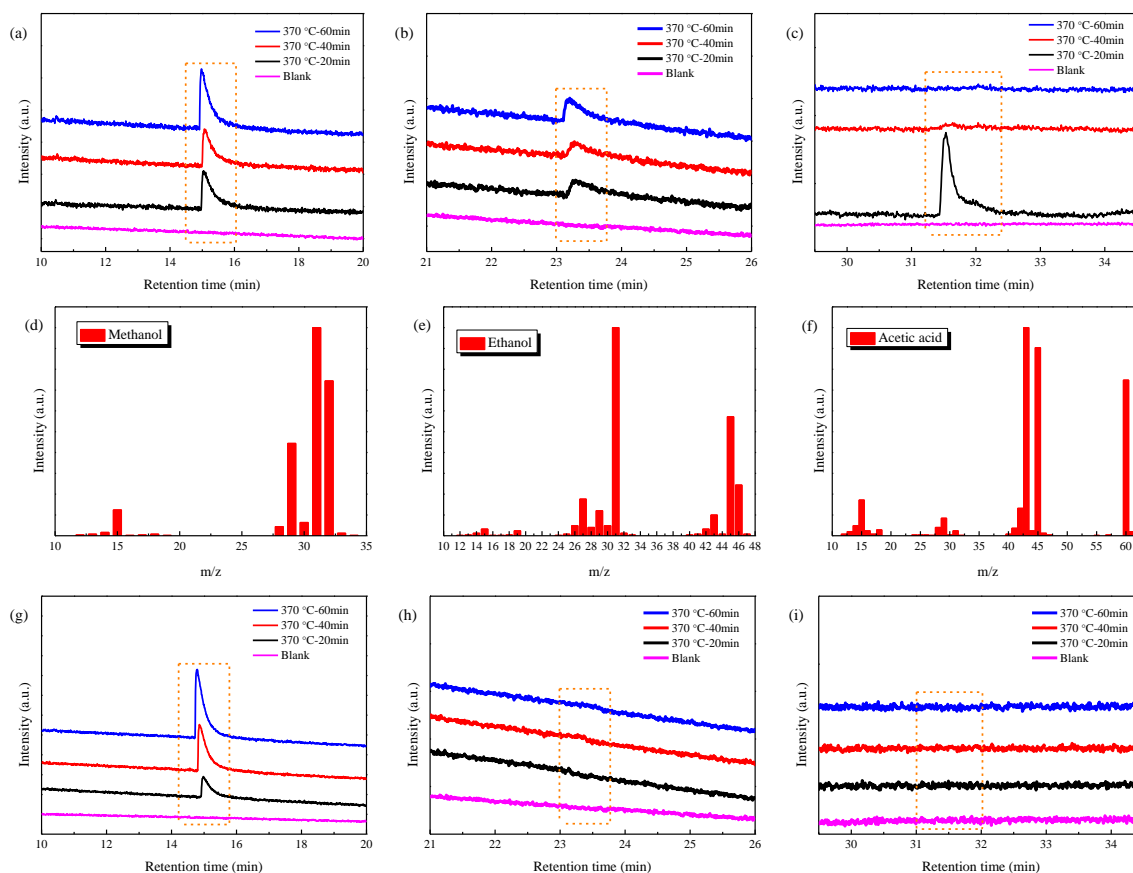 (a)
370 °C-60min
370 °C-40min
370 °C-20min
Blank
Intensity (a.u.)
10 12 14 16 18 20
Retention time (min)
(b)
370 °C-60min
370 °C-40min
370 °C-20min
Blank
Intensity (a.u.)
21 22 23 24 25 26
Retention time (min)
(c)
370 °C-60min
370 °C-40min
370 °C-20min
Blank
Intensity (a.u.)
30 31 32 33 34
Retention time (min)
(d)
Methanol
Intensity (a.u.)
10 15 20 25 30 35
m/z
(e)
Ethanol
Intensity (a.u.)
10 12 14 16 18 20 22 24 26 28 30 32 34 36 38 40 42 44 46 48
m/z
(f)
Acetic acid
Intensity (a.u.)
10 20 30 40 50 60
m/z
(g)
370 °C-60min
370 °C-40min
370 °C-20min
Blank
Intensity (a.u.)
10 12 14 16 18 20
Retention time (min)
(h)
370 °C-60min
370 °C-40min
370 °C-20min
Blank
Intensity (a.u.)
21 22 23 24 25 26
Retention time (min)
(i)
370 °C-60min
370 °C-40min
370 °C-20min
Blank
Intensity (a.u.)
30 31 32 33 34
Retention time (min)